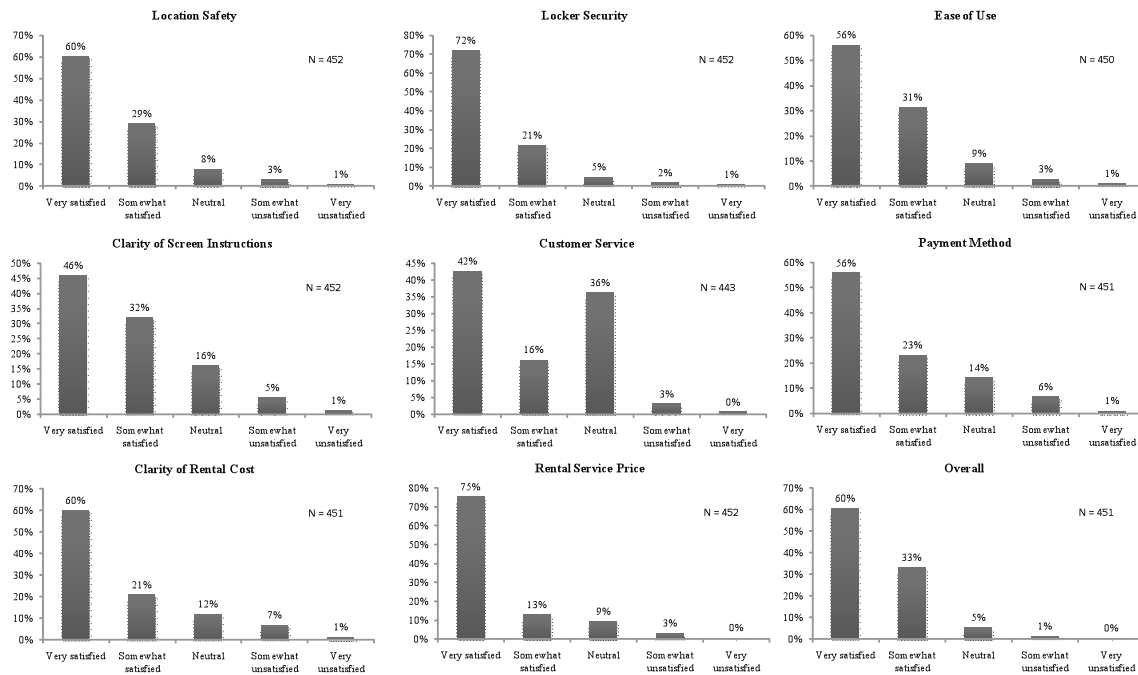 Location Safety
70%
60%
50%
40%
30%
20%
10%
0%
60%
29%
8%
3%
1%
N = 452
Very satisfied
Somewhat satisfied
Neutral
Somewhat unsatisfied
Very unsatisfied
Locker Security
80%
70%
60%
50%
40%
30%
20%
10%
0%
72%
21%
5%
2%
1%
N = 452
Very satisfied
Somewhat satisfied
Neutral
Somewhat unsatisfied
Very unsatisfied
Ease of Use
60%
50%
40%
30%
20%
10%
0%
56%
31%
9%
3%
1%
N = 450
Very satisfied
Somewhat satisfied
Neutral
Somewhat unsatisfied
Very unsatisfied
Clarity of Screen Instructions
50%
45%
40%
35%
30%
25%
20%
15%
10%
5%
0%
46%
32%
16%
5%
1%
N = 452
Very satisfied
Somewhat satisfied
Neutral
Somewhat unsatisfied
Very unsatisfied
Customer Service
45%
40%
35%
30%
25%
20%
15%
10%
5%
0%
42%
16%
36%
3%
0%
N = 443
Very satisfied
Somewhat satisfied
Neutral
Somewhat unsatisfied
Very unsatisfied
Payment Method
60%
50%
40%
30%
20%
10%
0%
56%
23%
14%
6%
1%
N = 451
Very satisfied
Somewhat satisfied
Neutral
Somewhat unsatisfied
Very unsatisfied
Clarity of Rental Cost
70%
60%
50%
40%
30%
20%
10%
0%
60%
21%
12%
7%
1%
N = 451
Very satisfied
Somewhat satisfied
Neutral
Somewhat unsatisfied
Very unsatisfied
Rental Service Price
80%
70%
60%
50%
40%
30%
20%
10%
0%
75%
13%
9%
3%
0%
N = 452
Very satisfied
Somewhat satisfied
Neutral
Somewhat unsatisfied
Very unsatisfied
Overall
70%
60%
50%
40%
30%
20%
10%
0%
60%
33%
5%
1%
0%
N = 451
Very satisfied
Somewhat satisfied
Neutral
Somewhat unsatisfied
Very unsatisfied